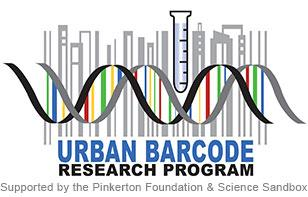 URBAN BARCODE
RESEARCH PROGRAM
Supported by the Pinkerton Foundation & Science Sandbox